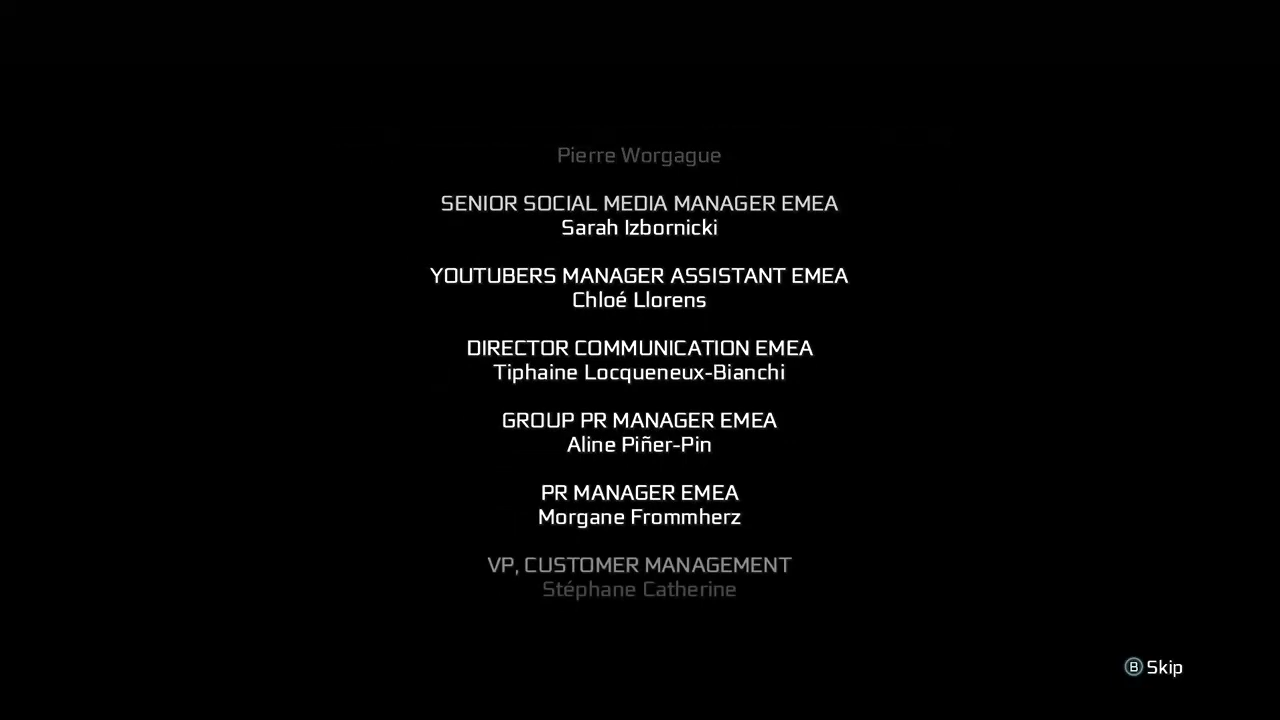 Pierre Worgague
SENIOR SOCIAL MEDIA MANAGER EMEA
Sarah Izbornicki
YOUTUBERS MANAGER ASSISTANT EMEA
Chloé Llorens
DIRECTOR COMMUNICATION EMEA
Tiphaine Locqueneux-Bianchi
GROUP PR MANAGER EMEA
Aline Piñer-Pin
PR MANAGER EMEA
Morgane Frommherz
VP, CUSTOMER MANAGEMENT
Stéphane Catherine
B Skip